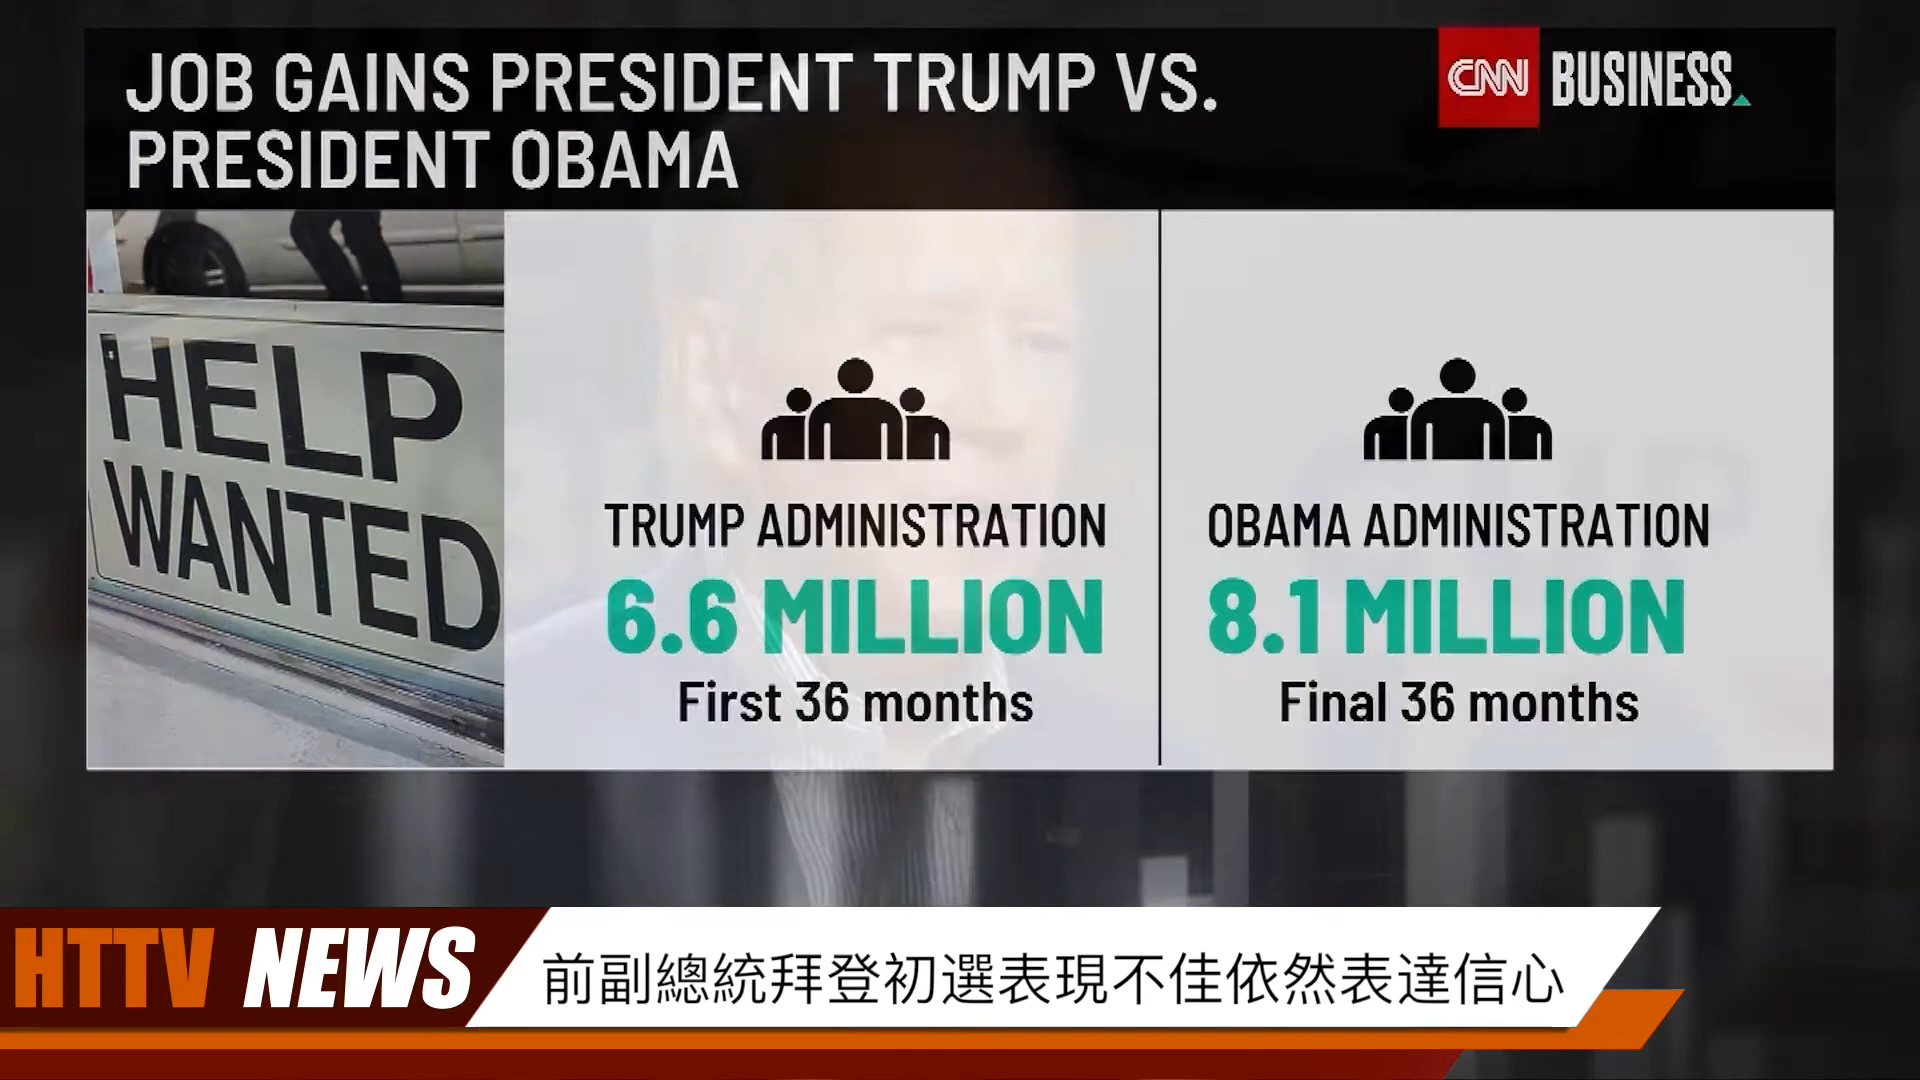 JOB GAINS PRESIDENT TRUMP VS.
PRESIDENT OBAMA
CNN BUSINESS
HELP
WANTED
TRUMP ADMINISTRATION
6.6 MILLION
First 36 months
OBAMA ADMINISTRATION
8.1 MILLION
Final 36 months
HTTV NEWS
前副總統拜登初選表現不佳依然表達信心